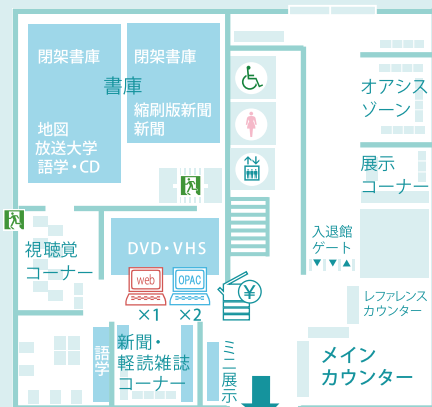 閉架書庫
閉架書庫
書庫
縮刷版新聞
新聞
地図
放送大学
語学・CD
オアシス
ゾーン
展示
コーナー
入退館
ゲート
視聴覚
コーナー
DVD・VHS
web
OPAC
×1
×2
¥
レファレンス
カウンター
語学
新聞・
軽読雑誌
コーナー
ミニ展示
メイン
カウンター